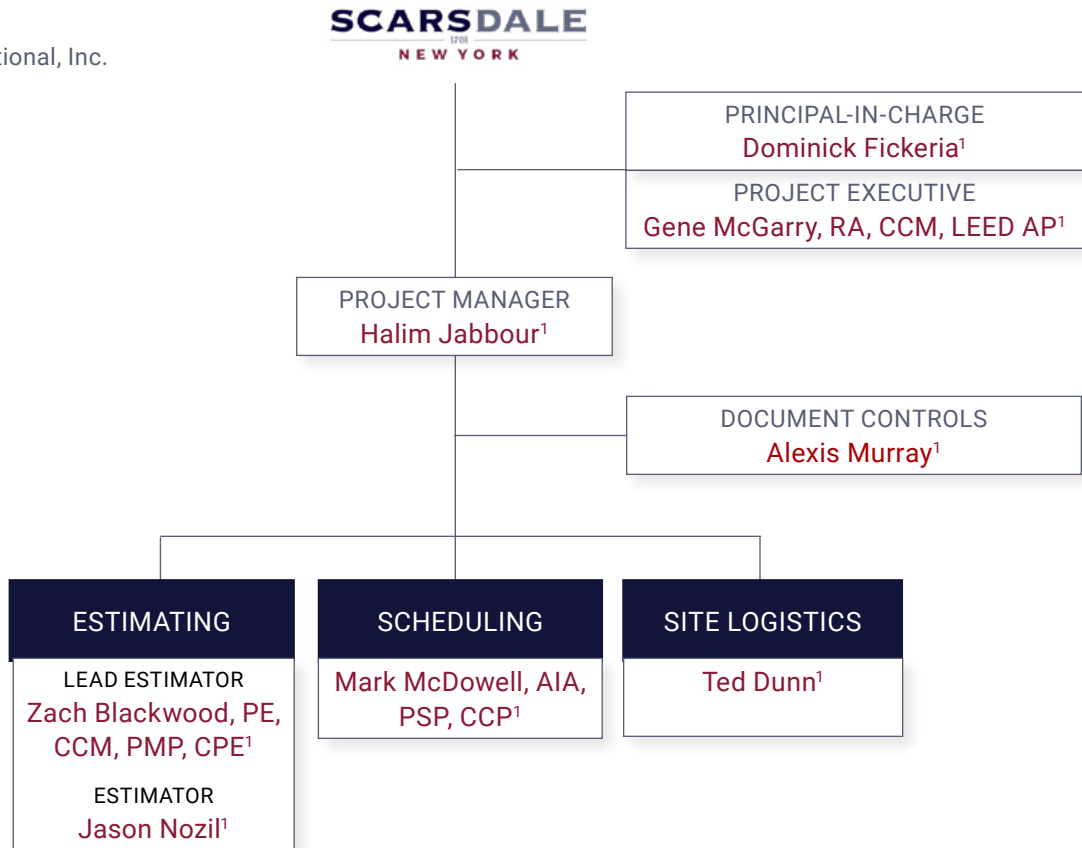 SCARSDALE
1701
NEW YORK
tional, Inc.
PRINCIPAL-IN-CHARGE
Dominick Fickeria¹
PROJECT EXECUTIVE
Gene McGarry, RA, CCM, LEED AP¹
PROJECT MANAGER
Halim Jabbour¹
DOCUMENT CONTROLS
Alexis Murray¹
ESTIMATING
LEAD ESTIMATOR
Zach Blackwood, PE,
CCM, PMP, CPE¹
ESTIMATOR
Jason Nozil¹
SCHEDULING
Mark McDowell, AIA,
PSP, CCP¹
SITE LOGISTICS
Ted Dunn¹